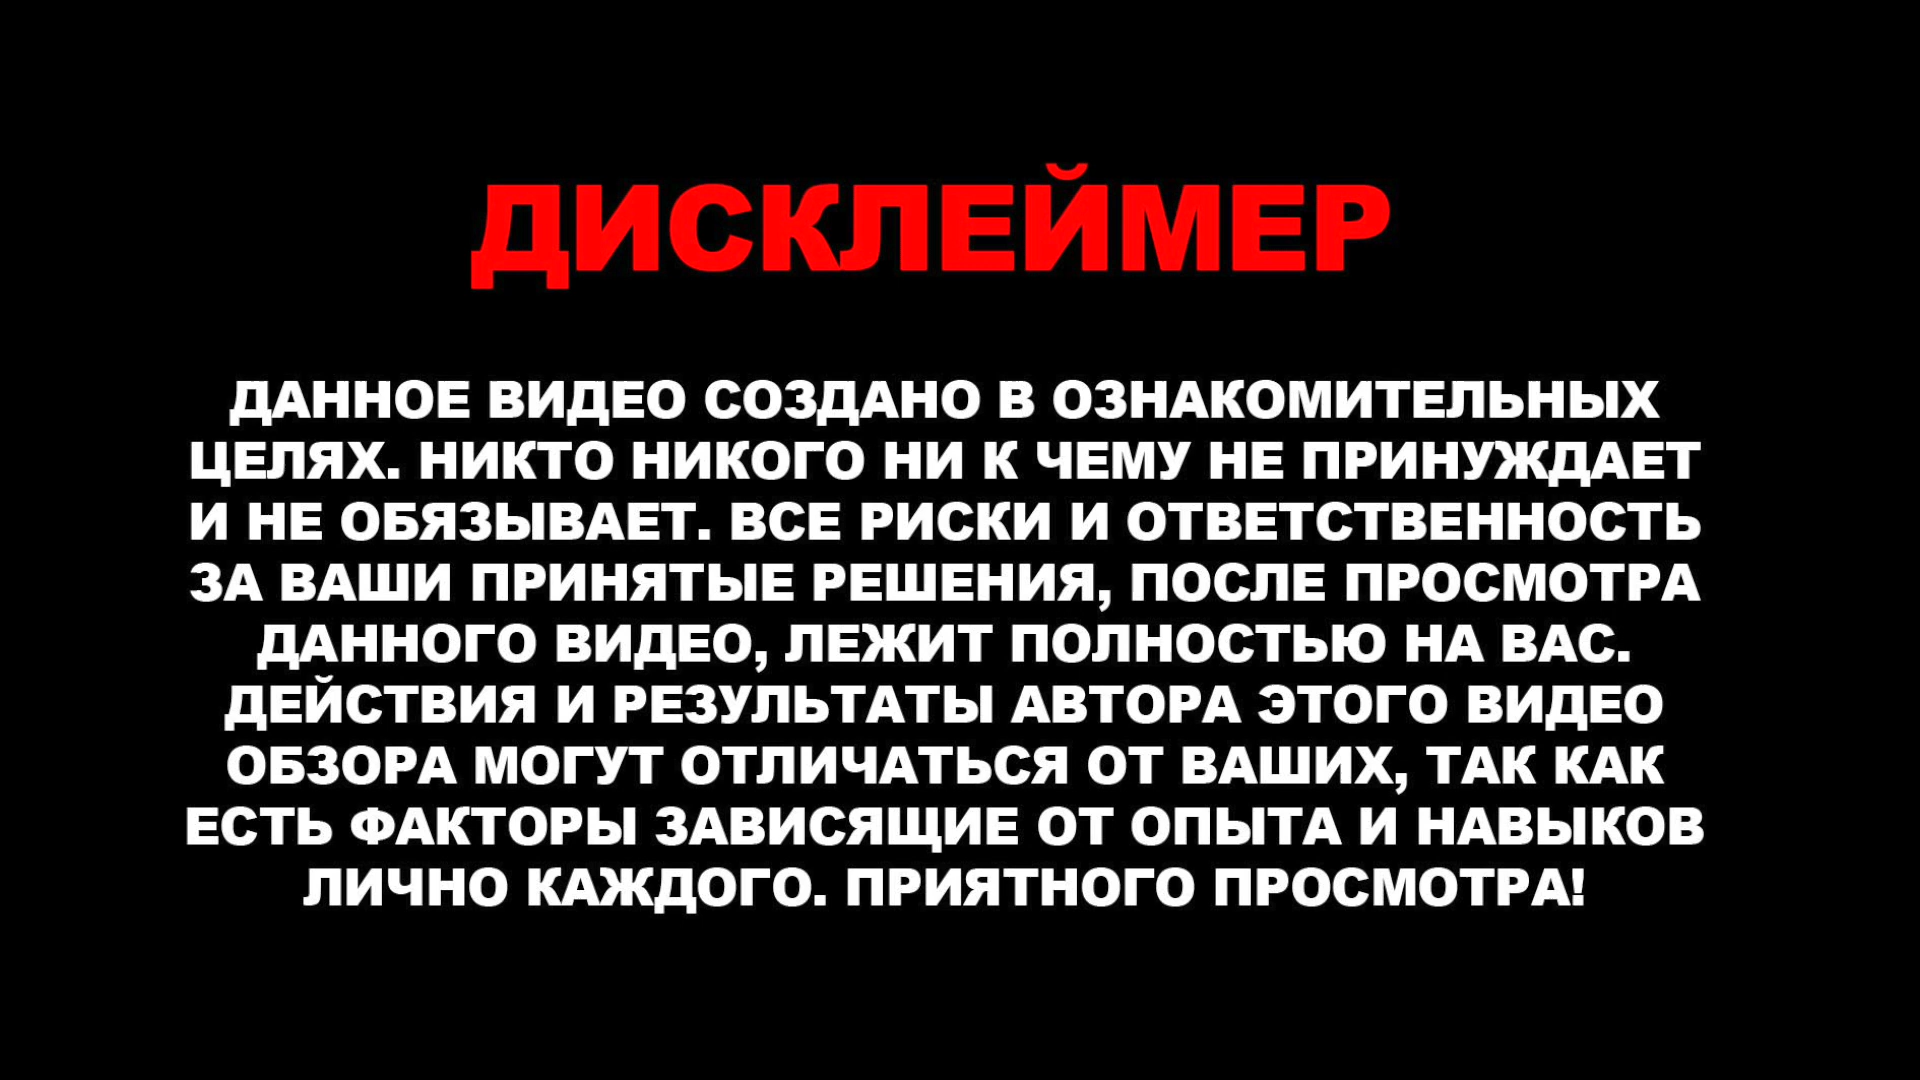 ДИСКЛЕЙМЕР
ДАННОЕ ВИДЕО СОЗДАНО В ОЗНАКОМИТЕЛЬНЫХ
ЦЕЛЯХ. НИКТО НИКОГО НИ К ЧЕМУ НЕ ПРИНУЖДАЕТ
И НЕ ОБЯЗЫВАЕТ. ВСЕ РИСКИ И ОТВЕТСТВЕННОСТЬ
ЗА ВАШИ ПРИНЯТЫЕ РЕШЕНИЯ, ПОСЛЕ ПРОСМОТРА
ДАННОГО ВИДЕО, ЛЕЖИТ ПОЛНОСТЬЮ НА ВАС.
ДЕЙСТВИЯ И РЕЗУЛЬТАТЫ АВТОРА ЭТОГО ВИДЕО
ОБЗОРА МОГУТ ОТЛИЧАТЬСЯ ОТ ВАШИХ, ТАК КАК
ЕСТЬ ФАКТОРЫ ЗАВИСЯЩИЕ ОТ ОПЫТА И НАВЫКОВ
ЛИЧНО КАЖДОГО. ПРИЯТНОГО ПРОСМОТРА!